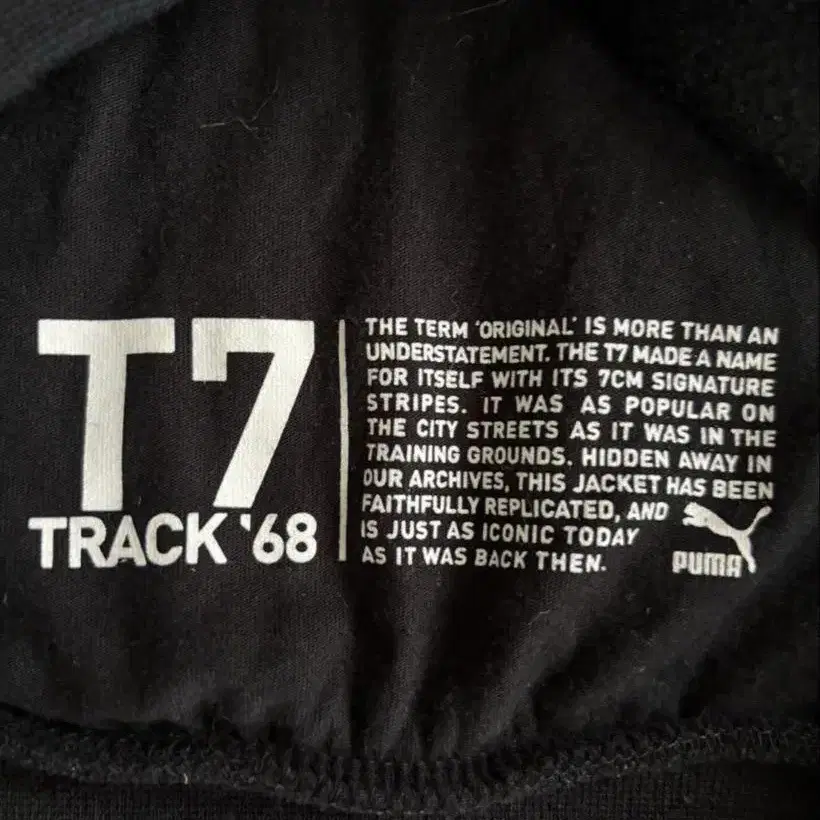 T7
TRACK '68
THE TERM 'ORIGINAL' IS MORE THAN AN
UNDERSTATEMENT. THE T7 MADE A NAME
FOR ITSELF WITH ITS 7CM SIGNATURE
STRIPES. IT WAS AS POPULAR ON
THE CITY STREETS AS IT WAS IN THE
TRAINING GROUNDS. HIDDEN AWAY IN
OUR ARCHIVES, THIS JACKET HAS BEEN
FAITHFULLY REPLICATED, AND
IS JUST AS ICONIC TODAY
AS IT WAS BACK THEN.
PUMA